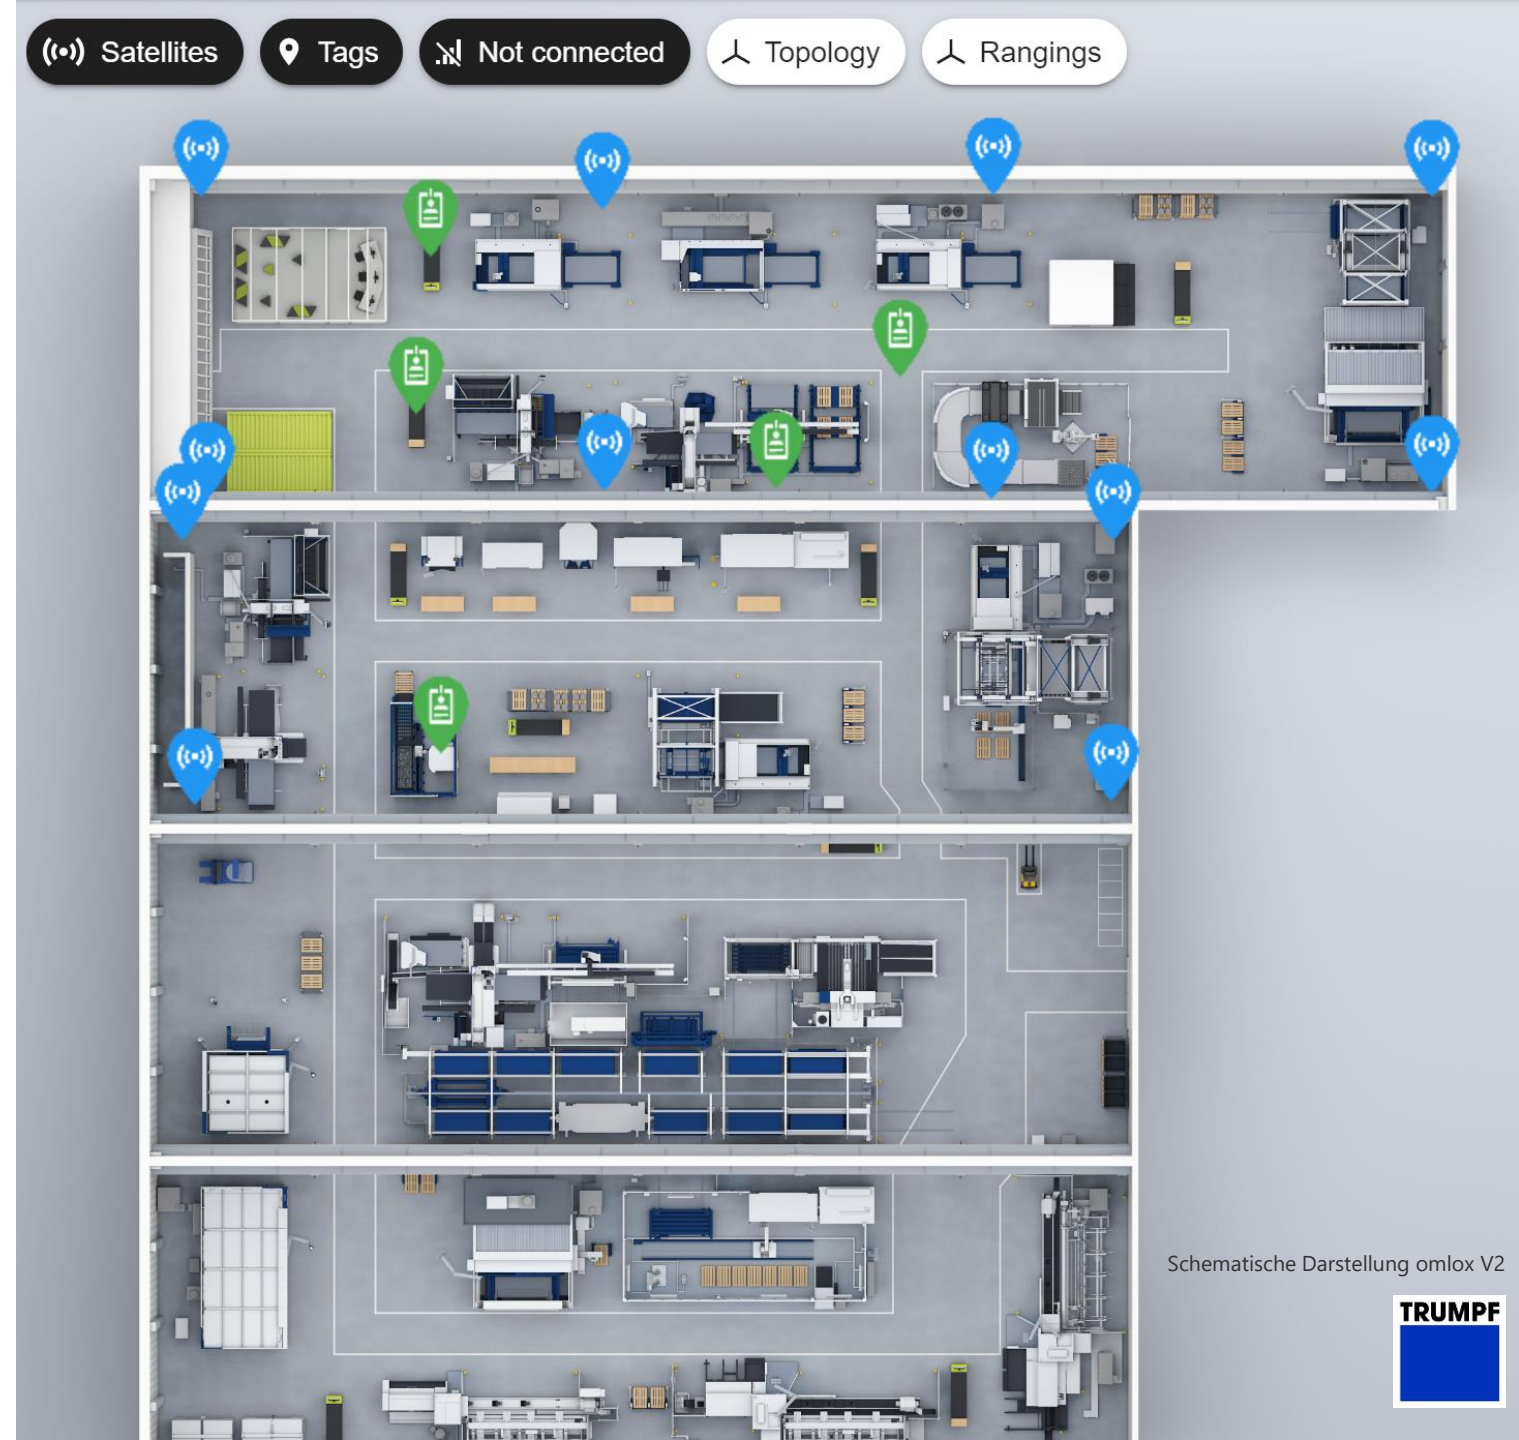 Satellites
Tags
Not connected
Topology
Rangings
Schematische Darstellung omlox V2
TRUMPF